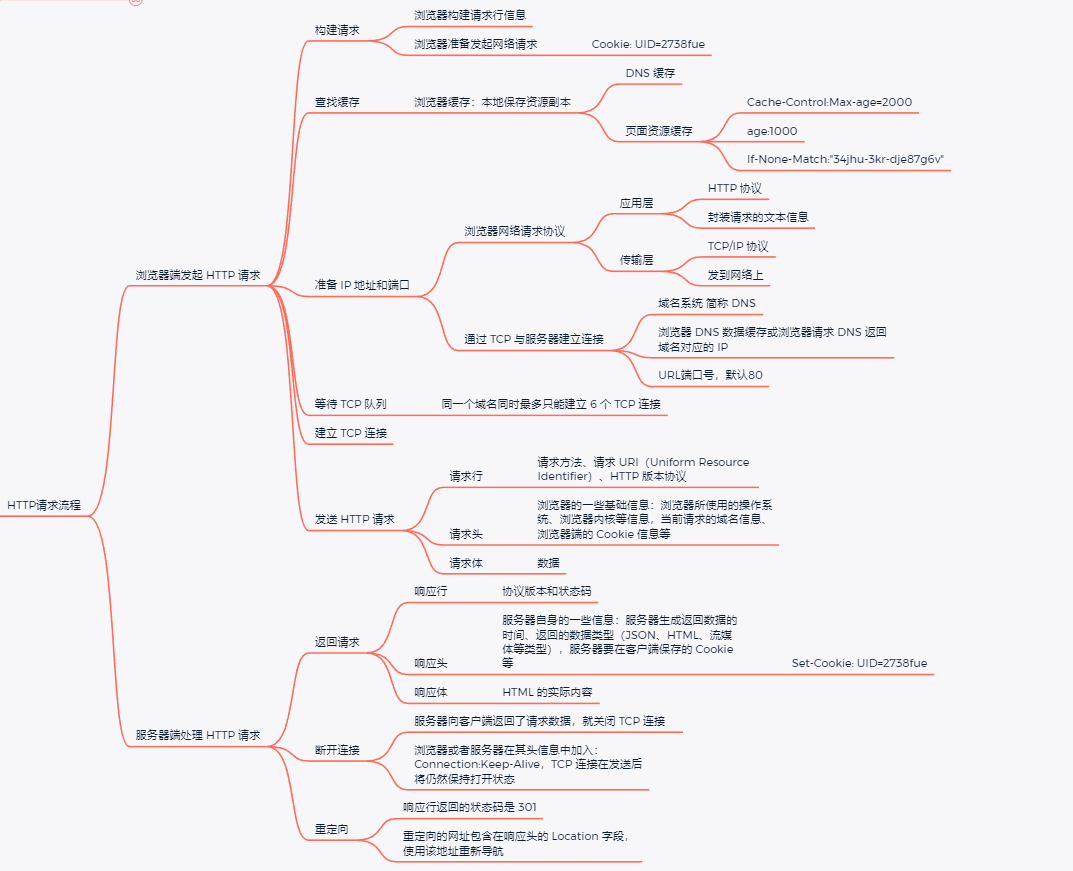 HTTP请求流程
浏览器端发起 HTTP 请求
构建请求
浏览器构建请求行信息
浏览器准备发起网络请求
Cookie: UID=2738fue
查找缓存
浏览器缓存：本地保存资源副本
DNS 缓存
页面资源缓存
Cache-Control:Max-age=2000
age:1000
If-None-Match:"34jhu-3kr-dje87g6v"
准备 IP 地址和端口
浏览器网络请求协议
应用层
HTTP 协议
封装请求的文本信息
传输层
TCP/IP 协议
发到网络上
通过 TCP 与服务器建立连接
域名系统 简称 DNS
浏览器 DNS 数据缓存或浏览器请求 DNS 返回
域名对应的 IP
URL端口号，默认80
等待 TCP 队列
同一个域名同时最多只能建立 6 个 TCP 连接
建立 TCP 连接
发送 HTTP 请求
请求行
请求方法、请求 URI（Uniform Resource
Identifier）、HTTP 版本协议
请求头
浏览器的一些基础信息：浏览器所使用的操作系
统、浏览器内核等信息，当前请求的域名信息、
浏览器端的 Cookie 信息等
请求体
数据
服务器端处理 HTTP 请求
返回请求
响应行
协议版本和状态码
响应头
服务器自身的一些信息：服务器生成返回数据的
时间、返回的数据类型（JSON、HTML、流媒
体等类型），服务器要在客户端保存的 Cookie
等
Set-Cookie: UID=2738fue
响应体
HTML 的实际内容
断开连接
服务器向客户端返回了请求数据，就关闭 TCP 连接
浏览器或者服务器在其头信息中加入：
Connection:Keep-Alive，TCP 连接在发送后
将仍然保持打开状态
重定向
响应行返回的状态码是 301
重定向的网址包含在响应头的 Location 字段，
使用该地址重新导航